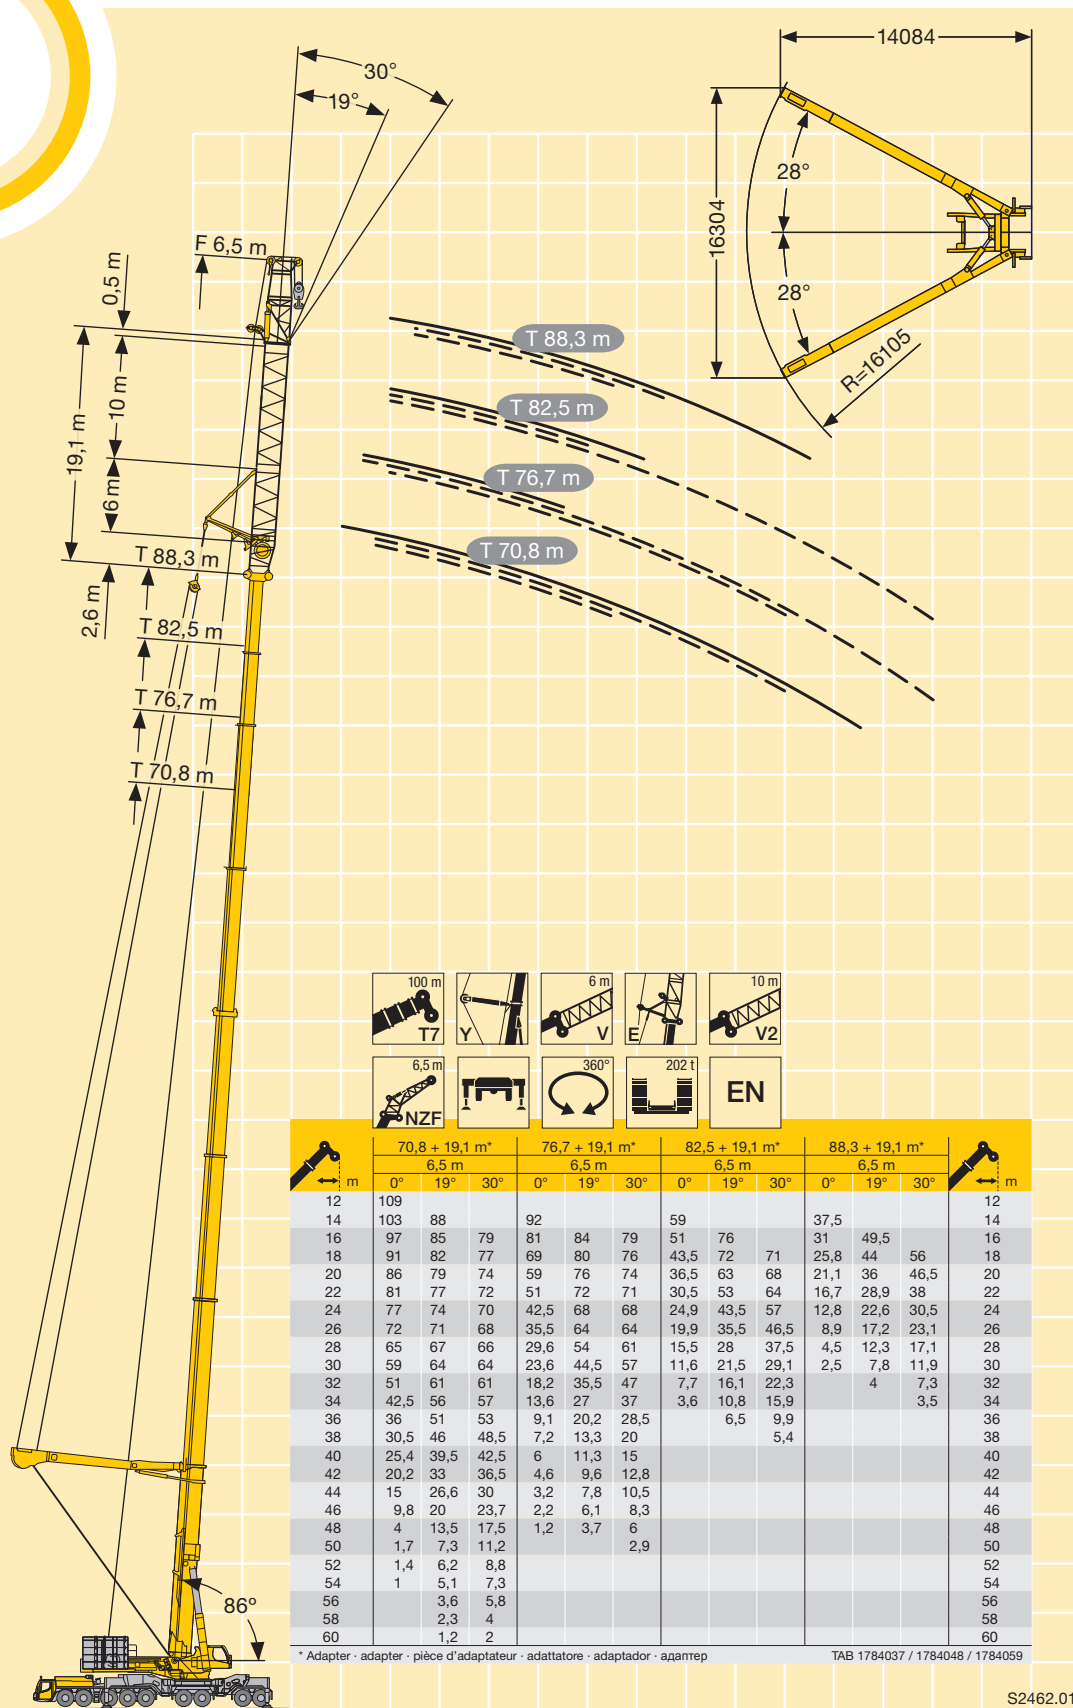 14084
30°
19°
28°
16304
28°
R=16105
F 6,5 m
0,5 m
10 m
19,1 m
6 m
T 88,3 m
2,6 m
T 82,5 m
T 76,7 m
T 70,8 m
T 88,3 m
T 82,5 m
T 76,7 m
T 70,8 m
86°
100 m T7
Y
6 m V
E
10 m V2
6,5 m NZF
360°
202 t
EN
70,8 + 19,1 m* 76,7 + 19,1 m* 82,5 + 19,1 m* 88,3 + 19,1 m*
6,5 m 6,5 m 6,5 m 6,5 m
m 0° 19° 30° 0° 19° 30° 0° 19° 30° 0° 19° 30° m
12 109 12
14 103 88 92 59 37,5 14
16 97 85 79 81 84 79 51 76 31 49,5 16
18 91 82 77 69 80 76 43,5 72 71 25,8 44 56 18
20 86 79 74 59 76 74 36,5 63 68 21,1 36 46,5 20
22 81 77 72 51 72 71 30,5 53 64 16,7 28,9 38 22
24 77 74 70 42,5 68 68 24,9 43,5 57 12,8 22,6 30,5 24
26 72 71 68 35,5 64 64 19,9 35,5 46,5 8,9 17,2 23,1 26
28 65 67 66 29,6 54 61 15,5 28 37,5 4,5 12,3 17,1 28
30 59 64 64 23,6 44,5 57 11,6 21,5 29,1 2,5 7,8 11,9 30
32 51 61 61 18,2 35,5 47 7,7 16,1 22,3 4 7,3 32
34 42,5 56 57 13,6 27 37 3,6 10,8 15,9 3,5 34
36 36 51 53 9,1 20,2 28,5 6,5 9,9 36
38 30,5 46 48,5 7,2 13,3 20 5,4 38
40 25,4 39,5 42,5 6 11,3 15 40
42 20,2 33 36,5 4,6 9,6 12,8 42
44 15 26,6 30 3,2 7,8 10,5 44
46 9,8 20 23,7 2,2 6,1 8,3 46
48 4 13,5 17,5 1,2 3,7 6 48
50 1,7 7,3 11,2 2,9 50
52 1,4 6,2 8,8 52
54 1 5,1 7,3 54
56 3,6 5,8 56
58 2,3 4 58
60 1,2 2 60
* Adapter · adapter · pièce d'adaptateur · adattatore · adaptador · адаптер TAB 1784037 / 1784048 / 1784059
S2462.01